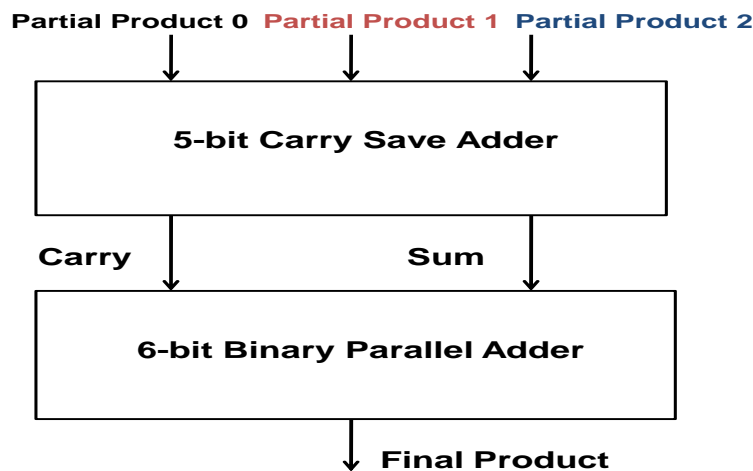 Partial Product 0 Partial Product 1 Partial Product 2
5-bit Carry Save Adder
Carry Sum
6-bit Binary Parallel Adder
Final Product